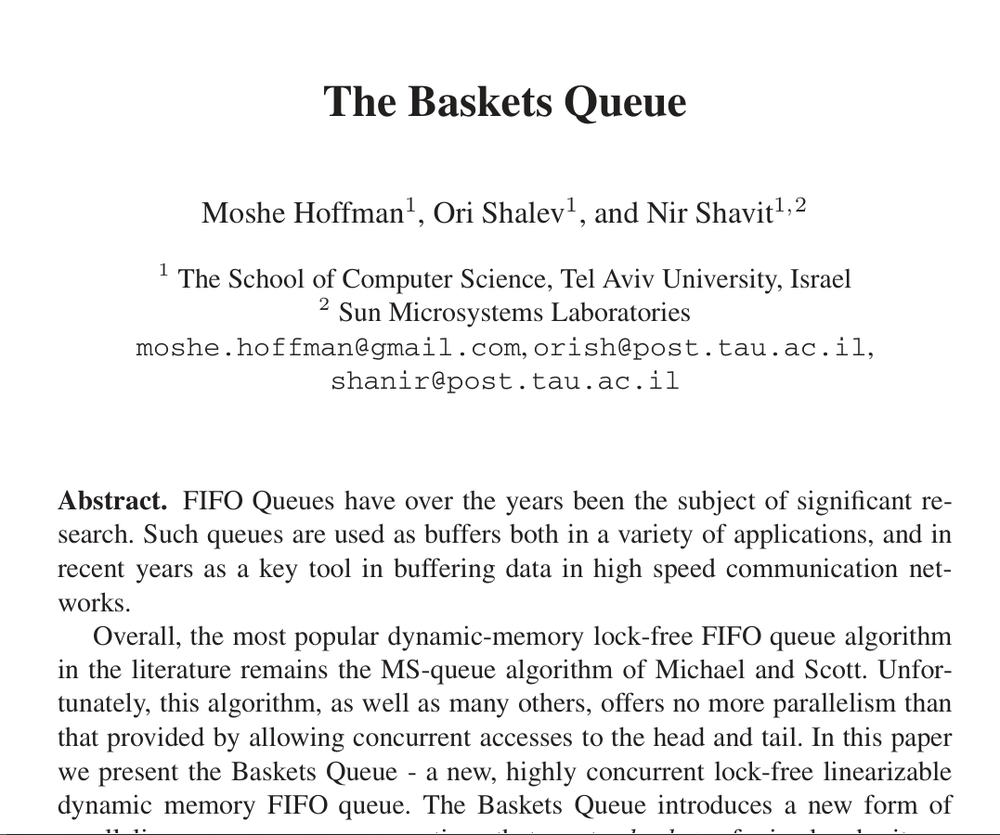 The Baskets Queue
Moshe Hoffman1, Ori Shalev1, and Nir Shavit1,2
1 The School of Computer Science, Tel Aviv University, Israel
2 Sun Microsystems Laboratories
moshe.hoffman@gmail.com, orish@post.tau.ac.il,
shanir@post.tau.ac.il
Abstract. FIFO Queues have over the years been the subject of significant re-
search. Such queues are used as buffers both in a variety of applications, and in
recent years as a key tool in buffering data in high speed communication net-
works.
Overall, the most popular dynamic-memory lock-free FIFO queue algorithm
in the literature remains the MS-queue algorithm of Michael and Scott. Unfor-
tunately, this algorithm, as well as many others, offers no more parallelism than
that provided by allowing concurrent accesses to the head and tail. In this paper
we present the Baskets Queue - a new, highly concurrent lock-free linearizable
dynamic memory FIFO queue. The Baskets Queue introduces a new form of